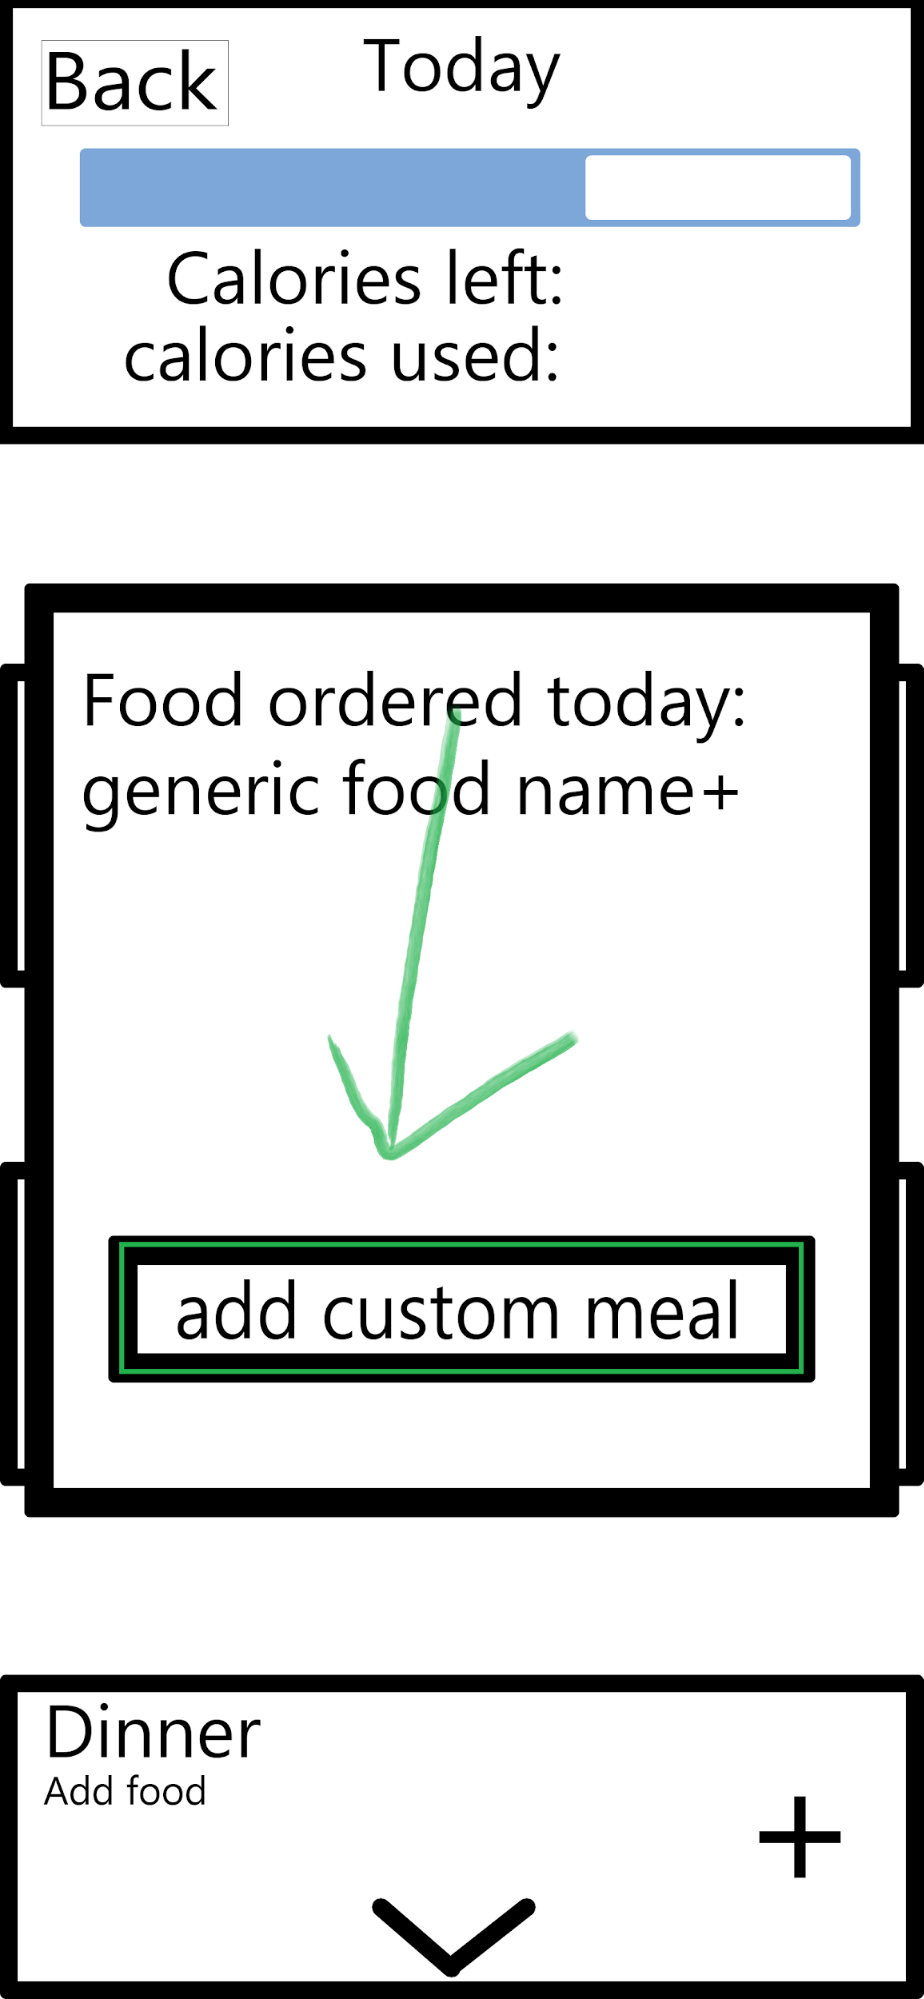 Back
Today
Calories left:
calories used:
Food ordered today:
generic food name+
add custom meal
Dinner
Add food
+